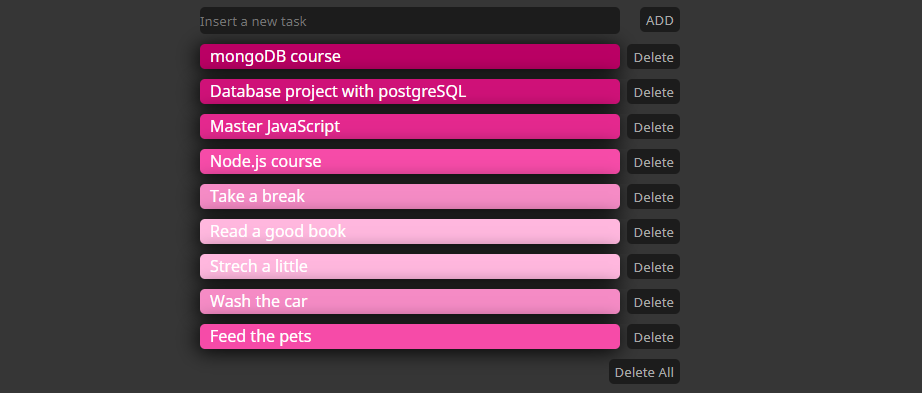 Insert a new task ADD
mongoDB course Delete
Database project with postgreSQL Delete
Master JavaScript Delete
Node.js course Delete
Take a break Delete
Read a good book Delete
Strech a little Delete
Wash the car Delete
Feed the pets Delete
Delete All